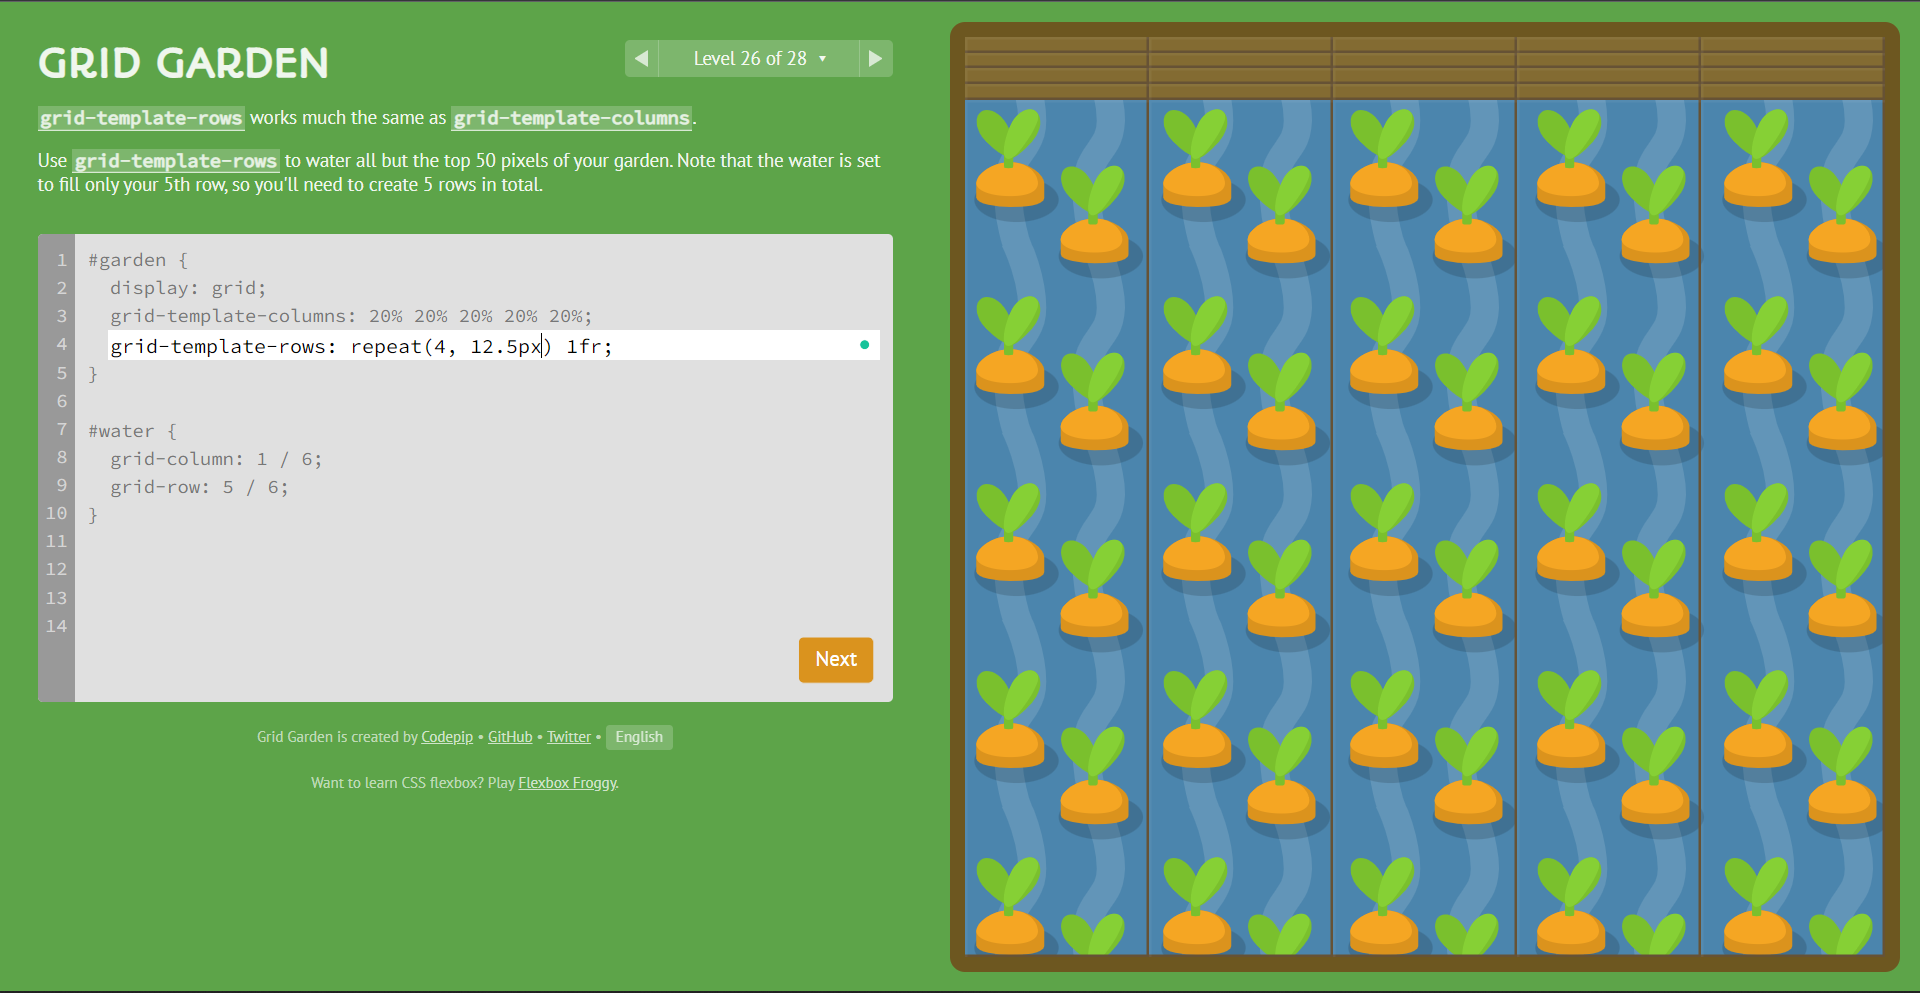 GRID GARDEN
◀ Level 26 of 28 ▼ ▶
grid-template-rows works much the same as grid-template-columns.
Use grid-template-rows to water all but the top 50 pixels of your garden. Note that the water is set
to fill only your 5th row, so you'll need to create 5 rows in total.
1 #garden {
2 display: grid;
3 grid-template-columns: 20% 20% 20% 20% 20%;
4 grid-template-rows: repeat(4, 12.5px) 1fr;
5 }
6
7 #water {
8 grid-column: 1 / 6;
9 grid-row: 5 / 6;
10 }
11
12
13
14
Next
Grid Garden is created by Codepip • GitHub • Twitter • English
Want to learn CSS flexbox? Play Flexbox Froggy.